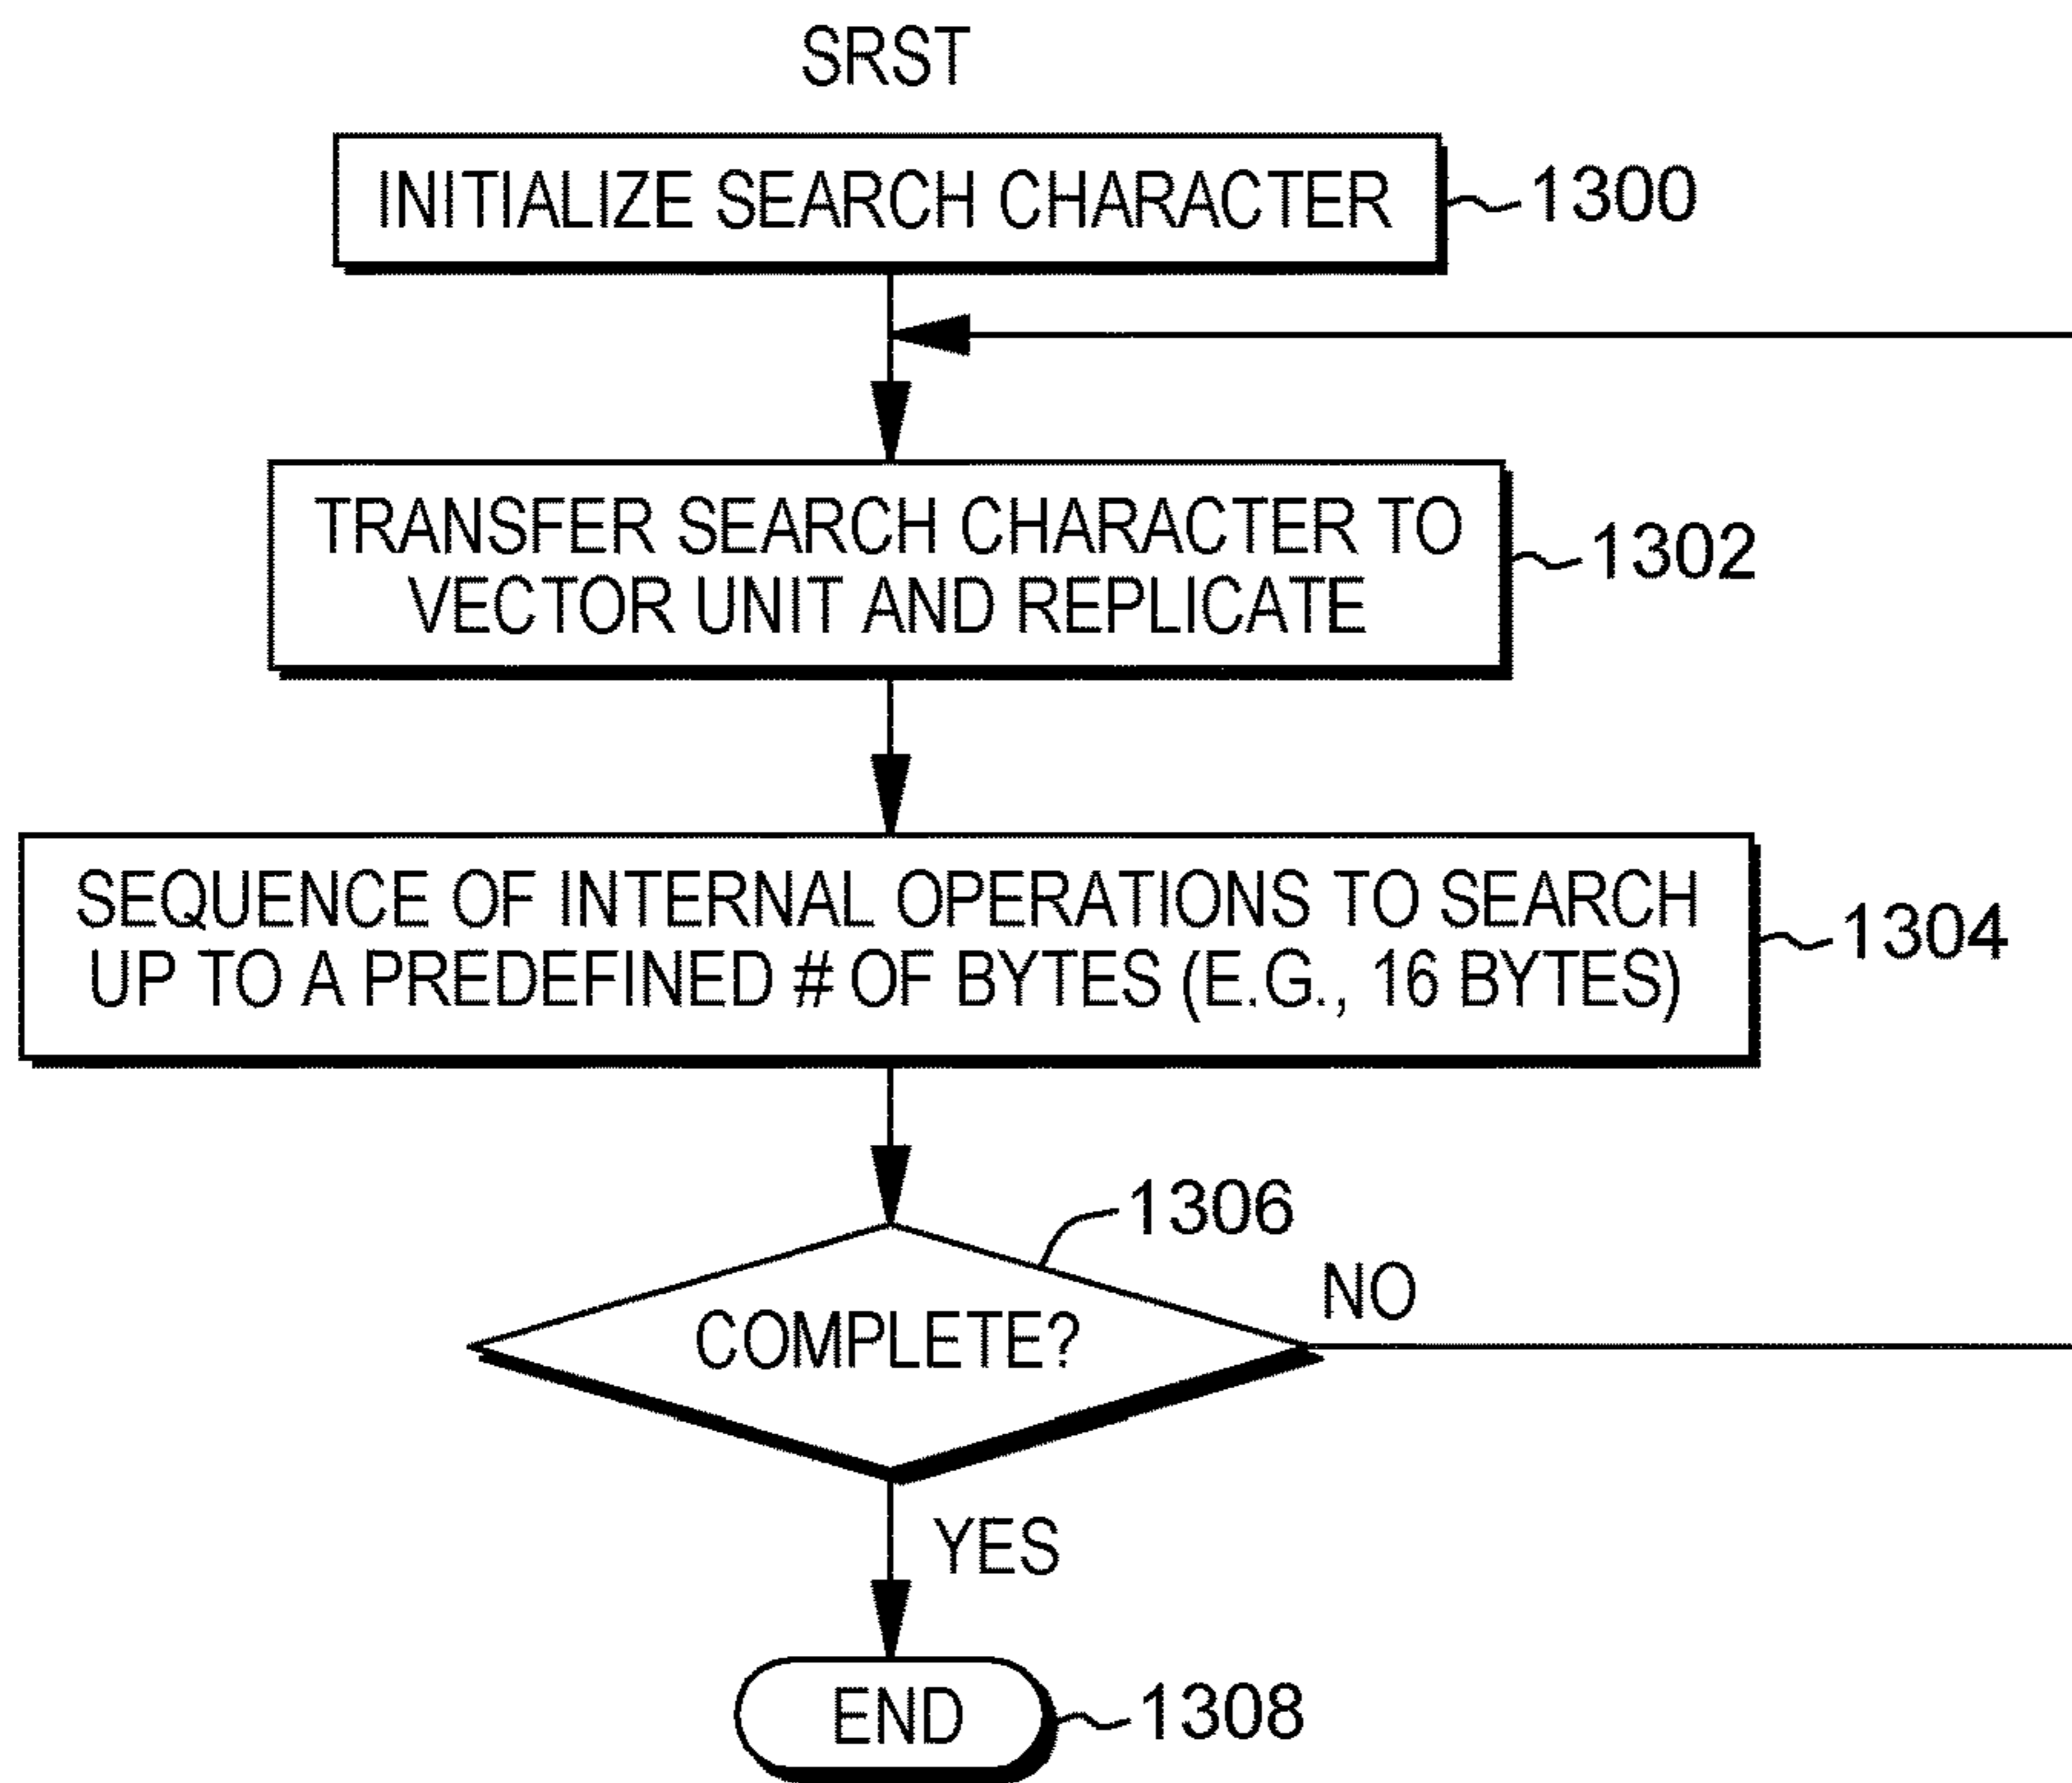 SRST
INITIALIZE SEARCH CHARACTER
1300
TRANSFER SEARCH CHARACTER TO
VECTOR UNIT AND REPLICATE
1302
SEQUENCE OF INTERNAL OPERATIONS TO SEARCH
UP TO A PREDEFINED # OF BYTES (E.G., 16 BYTES)
1304
1306
COMPLETE?
NO
YES
END
1308